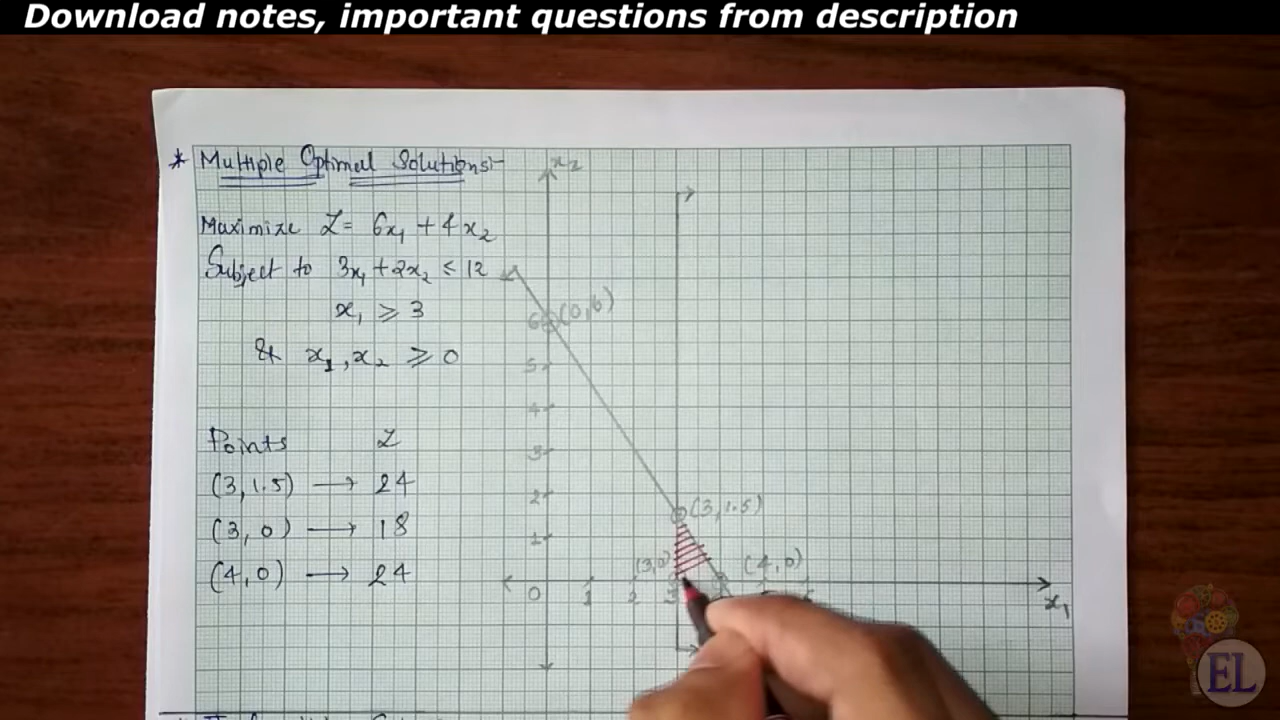 Download notes, important questions from description
* Multiple Optimal Solutions:-
Maximize Z = 6x₁ + 4x₂
Subject to 3x₁ + 2x₂ ≤ 12
x₁ ≥ 3
& x₁, x₂ ≥ 0
Points Z
(3, 1.5) → 24
(3, 0) → 18
(4, 0) → 24
x₂
(0,6)
6
5
4
3
2
1
(3, 1.5)
(3,0)
(4,0)
0 1 2 3
x₁
EL